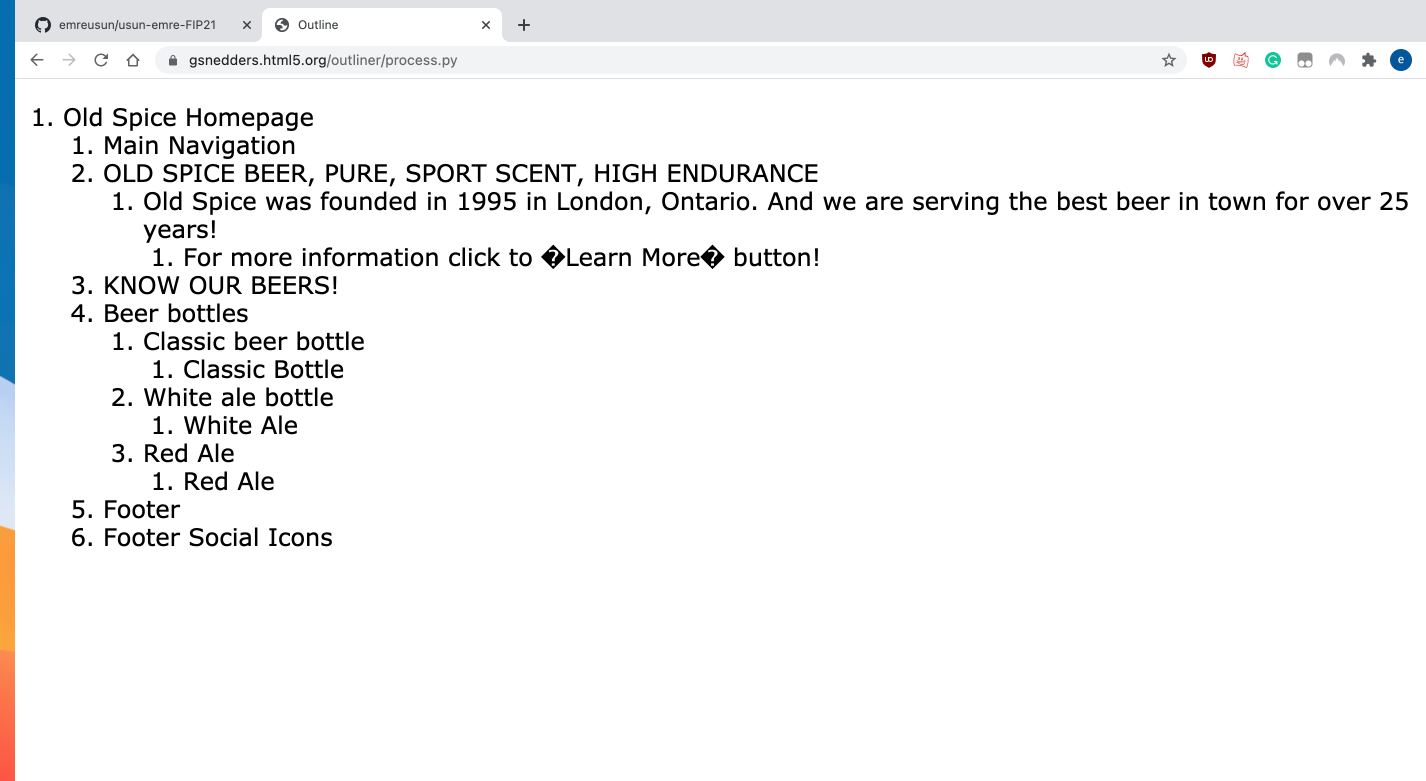 emreusun/usun-emre-FIP21
Outline
gsnedders.html5.org/outliner/process.py
e
1. Old Spice Homepage
1. Main Navigation
2. OLD SPICE BEER, PURE, SPORT SCENT, HIGH ENDURANCE
1. Old Spice was founded in 1995 in London, Ontario. And we are serving the best beer in town for over 25
years!
1. For more information click to �Learn More� button!
3. KNOW OUR BEERS!
4. Beer bottles
1. Classic beer bottle
1. Classic Bottle
2. White ale bottle
1. White Ale
3. Red Ale
1. Red Ale
5. Footer
6. Footer Social Icons